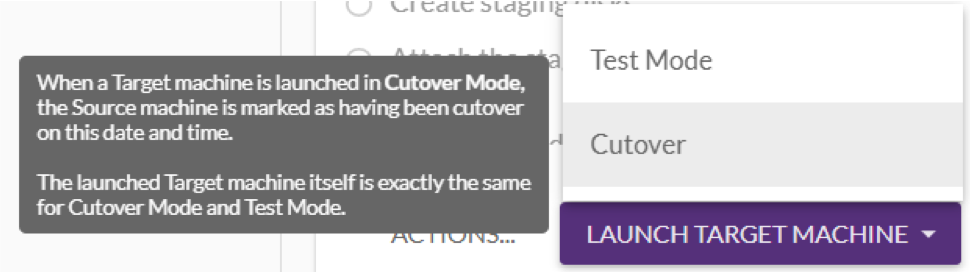 Create staging disks
Attach the sta
Test Mode
When a Target machine is launched in Cutover Mode,
the Source machine is marked as having been cutover
on this date and time.
The launched Target machine itself is exactly the same
for Cutover Mode and Test Mode.
Cutover
ACTIONS...
LAUNCH TARGET MACHINE